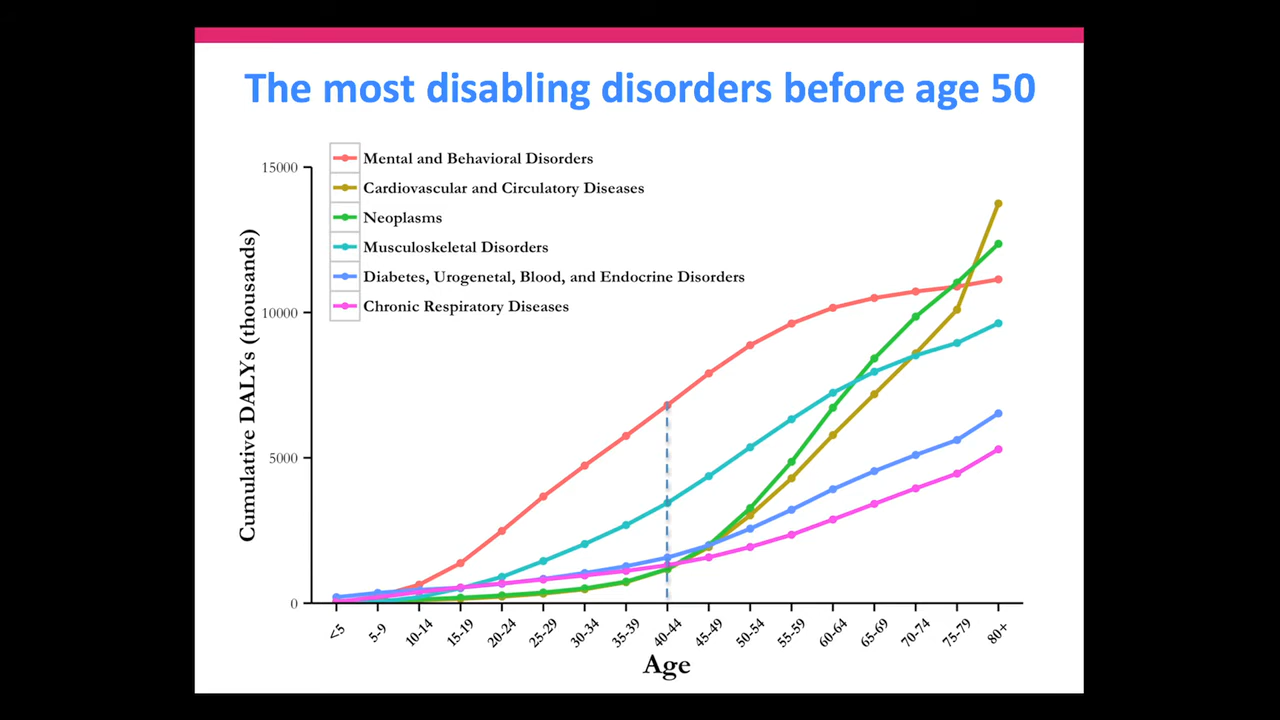 The most disabling disorders before age 50
Mental and Behavioral Disorders
Cardiovascular and Circulatory Diseases
Neoplasms
Musculoskeletal Disorders
Diabetes, Urogenetal, Blood, and Endocrine Disorders
Chronic Respiratory Diseases
Cumulative DALYs (thousands)
15000
10000
5000
0
<5
5-9
10-14
15-19
20-24
25-29
30-34
35-39
40-44
45-49
50-54
55-59
60-64
65-69
70-74
75-79
80+
Age